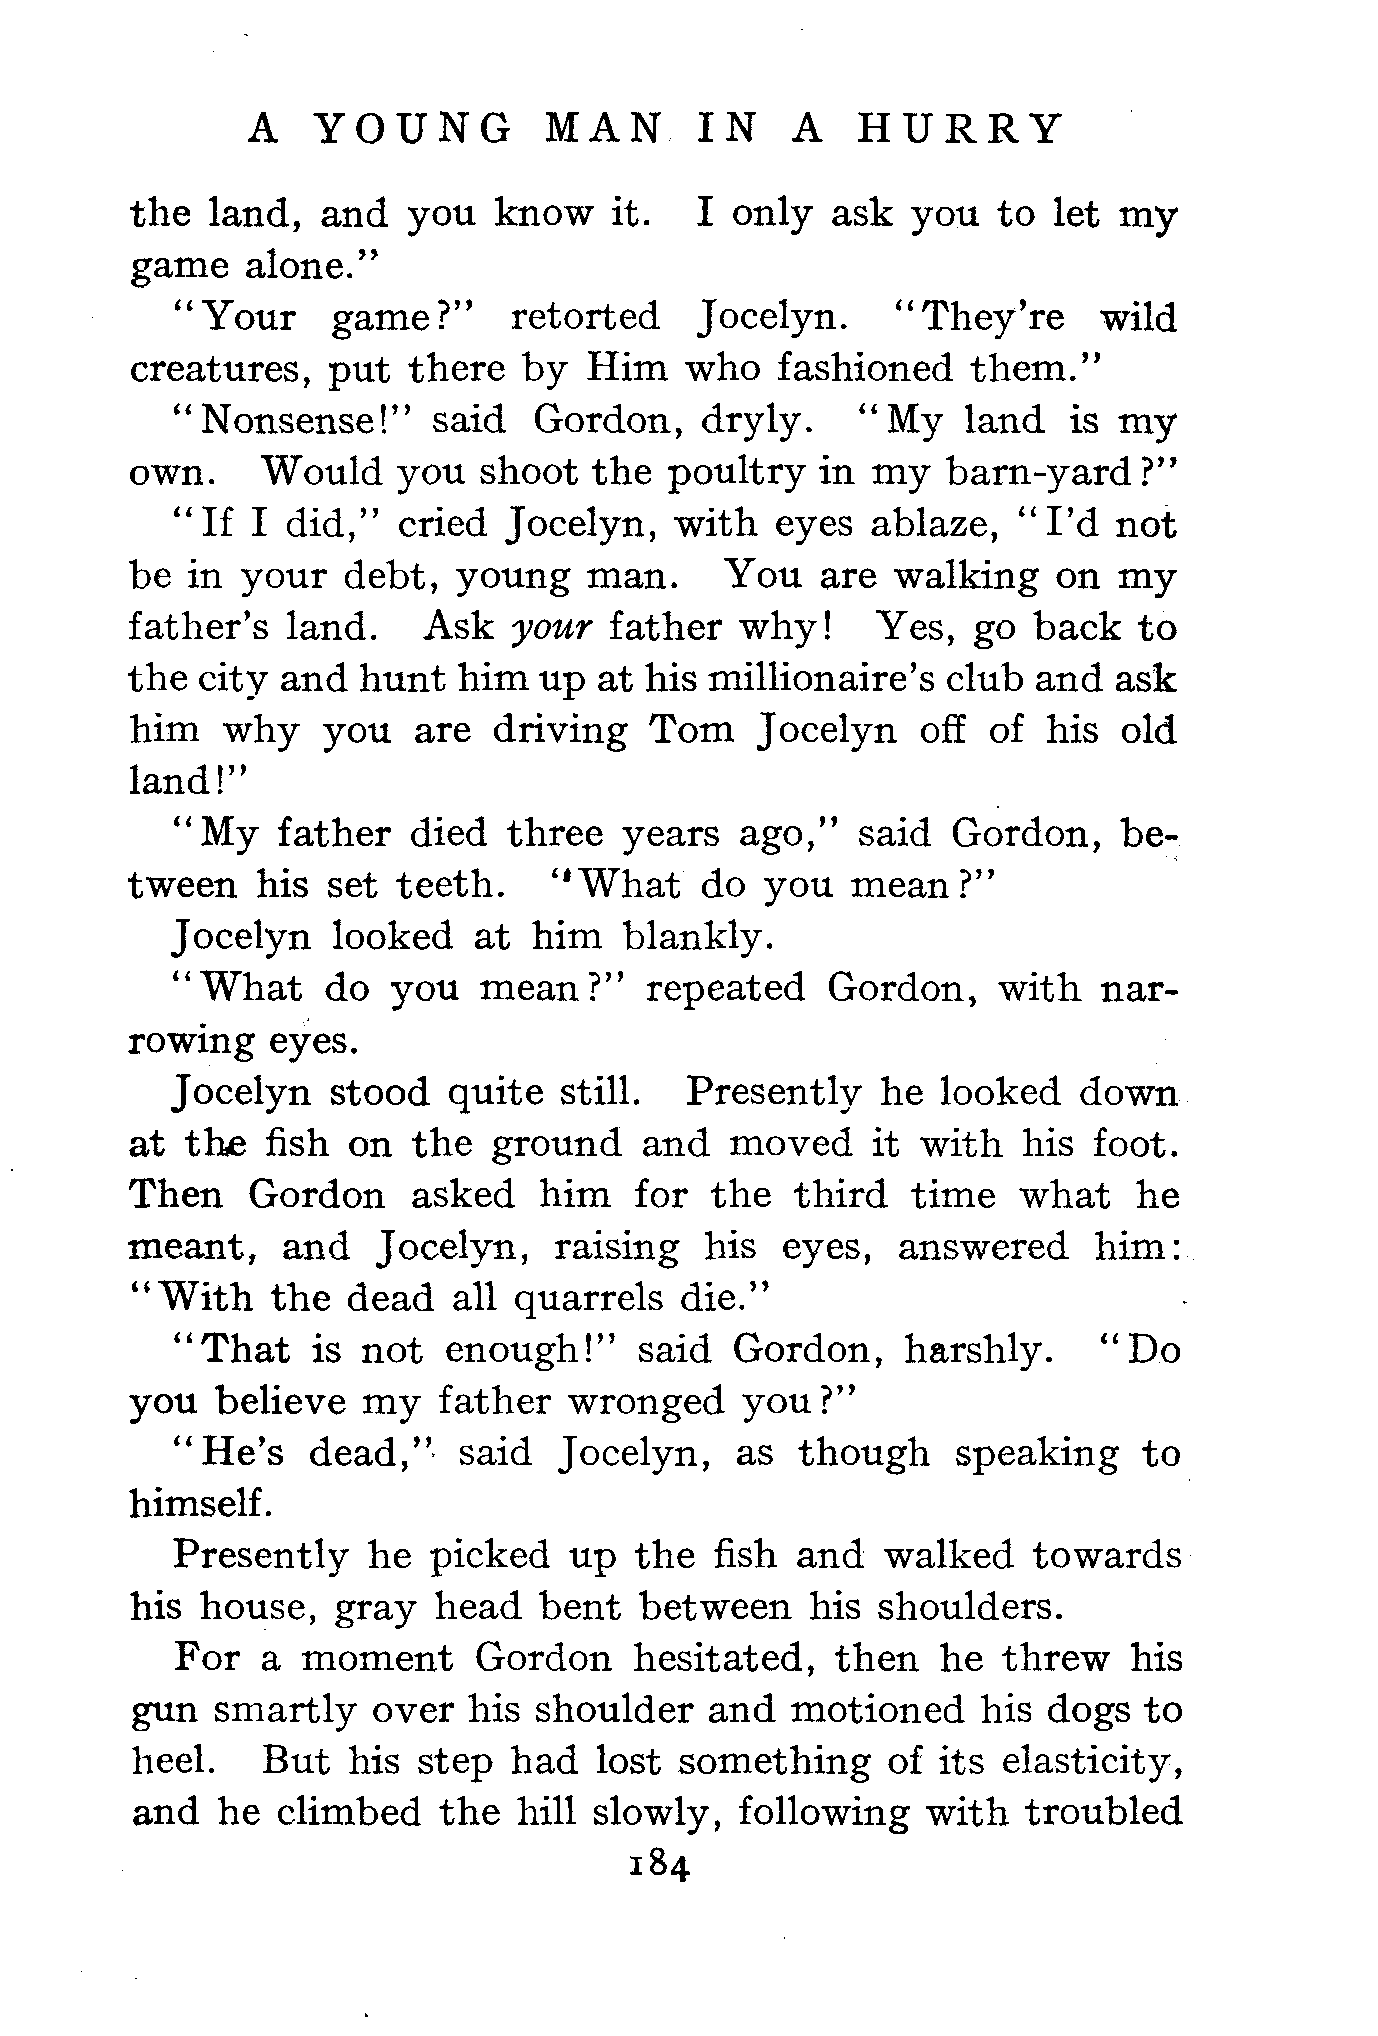 A YOUNG MAN IN A HURRY
the land, and you know it. I only ask you to let my
game alone."
"Your game?" retorted Jocelyn. "They're wild
creatures, put there by Him who fashioned them."
"Nonsense!" said Gordon, dryly. "My land is my
own. Would you shoot the poultry in my barn-yard?"
"If I did," cried Jocelyn, with eyes ablaze, "I'd not
be in your debt, young man. You are walking on my
father's land. Ask your father why! Yes, go back to
the city and hunt him up at his millionaire's club and ask
him why you are driving Tom Jocelyn off of his old
land!"
"My father died three years ago," said Gordon, be-
tween his set teeth. "What do you mean?"
Jocelyn looked at him blankly.
"What do you mean?" repeated Gordon, with nar-
rowing eyes.
Jocelyn stood quite still. Presently he looked down
at the fish on the ground and moved it with his foot.
Then Gordon asked him for the third time what he
meant, and Jocelyn, raising his eyes, answered him:
"With the dead all quarrels die."
"That is not enough!" said Gordon, harshly. "Do
you believe my father wronged you?"
"He's dead," said Jocelyn, as though speaking to
himself.
Presently he picked up the fish and walked towards
his house, gray head bent between his shoulders.
For a moment Gordon hesitated, then he threw his
gun smartly over his shoulder and motioned his dogs to
heel. But his step had lost something of its elasticity,
and he climbed the hill slowly, following with troubled
184